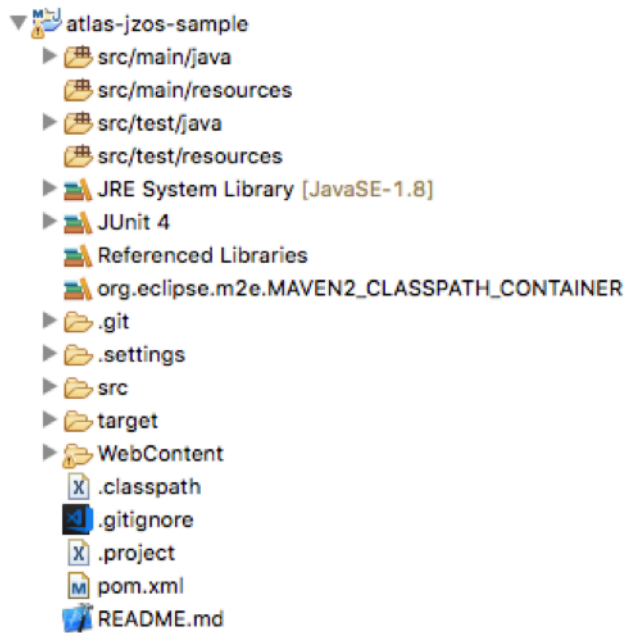 atlas-jzos-sample
src/main/java
src/main/resources
src/test/java
src/test/resources
JRE System Library [JavaSE-1.8]
JUnit 4
Referenced Libraries
org.eclipse.m2e.MAVEN2_CLASSPATH_CONTAINER
.git
.settings
src
target
WebContent
.classpath
.gitignore
.project
pom.xml
README.md